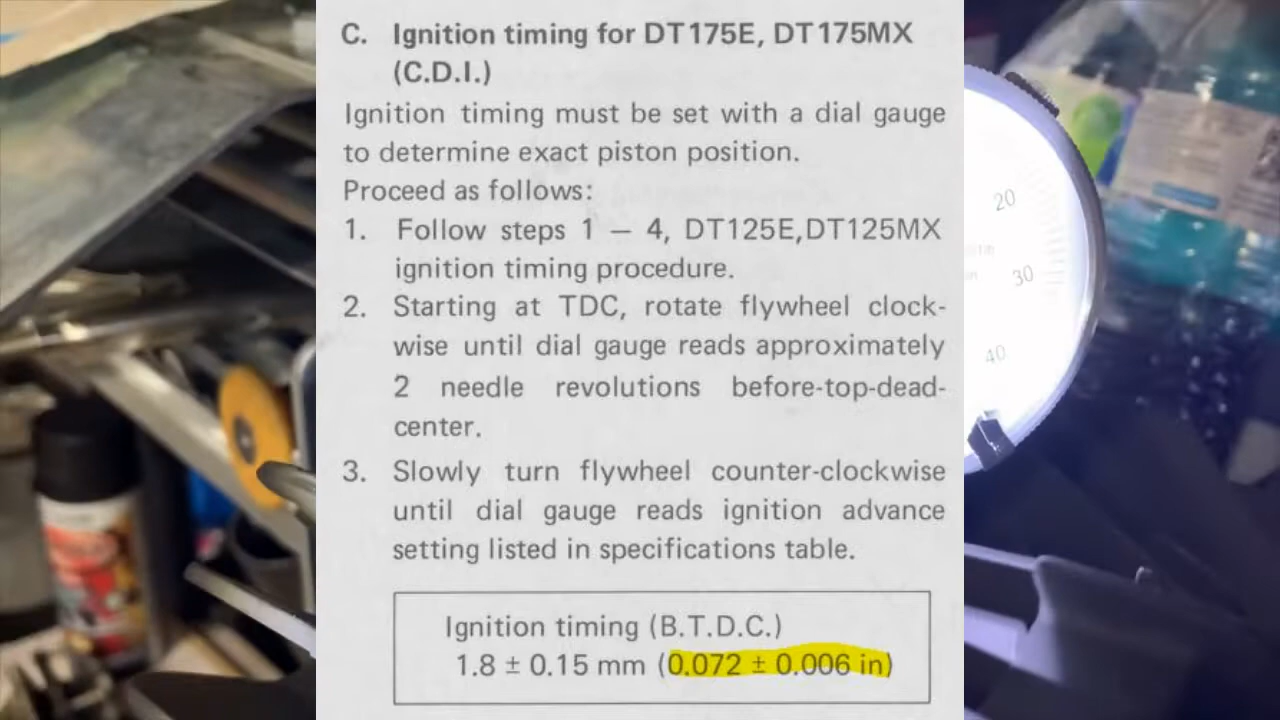 C. Ignition timing for DT175E, DT175MX
(C.D.I.)
Ignition timing must be set with a dial gauge
to determine exact piston position.
Proceed as follows:
1. Follow steps 1 – 4, DT125E,DT125MX
ignition timing procedure.
2. Starting at TDC, rotate flywheel clock-
wise until dial gauge reads approximately
2 needle revolutions before-top-dead-
center.
3. Slowly turn flywheel counter-clockwise
until dial gauge reads ignition advance
setting listed in specifications table.
Ignition timing (B.T.D.C.)
1.8 ± 0.15 mm (0.072 ± 0.006 in)
20
30
40